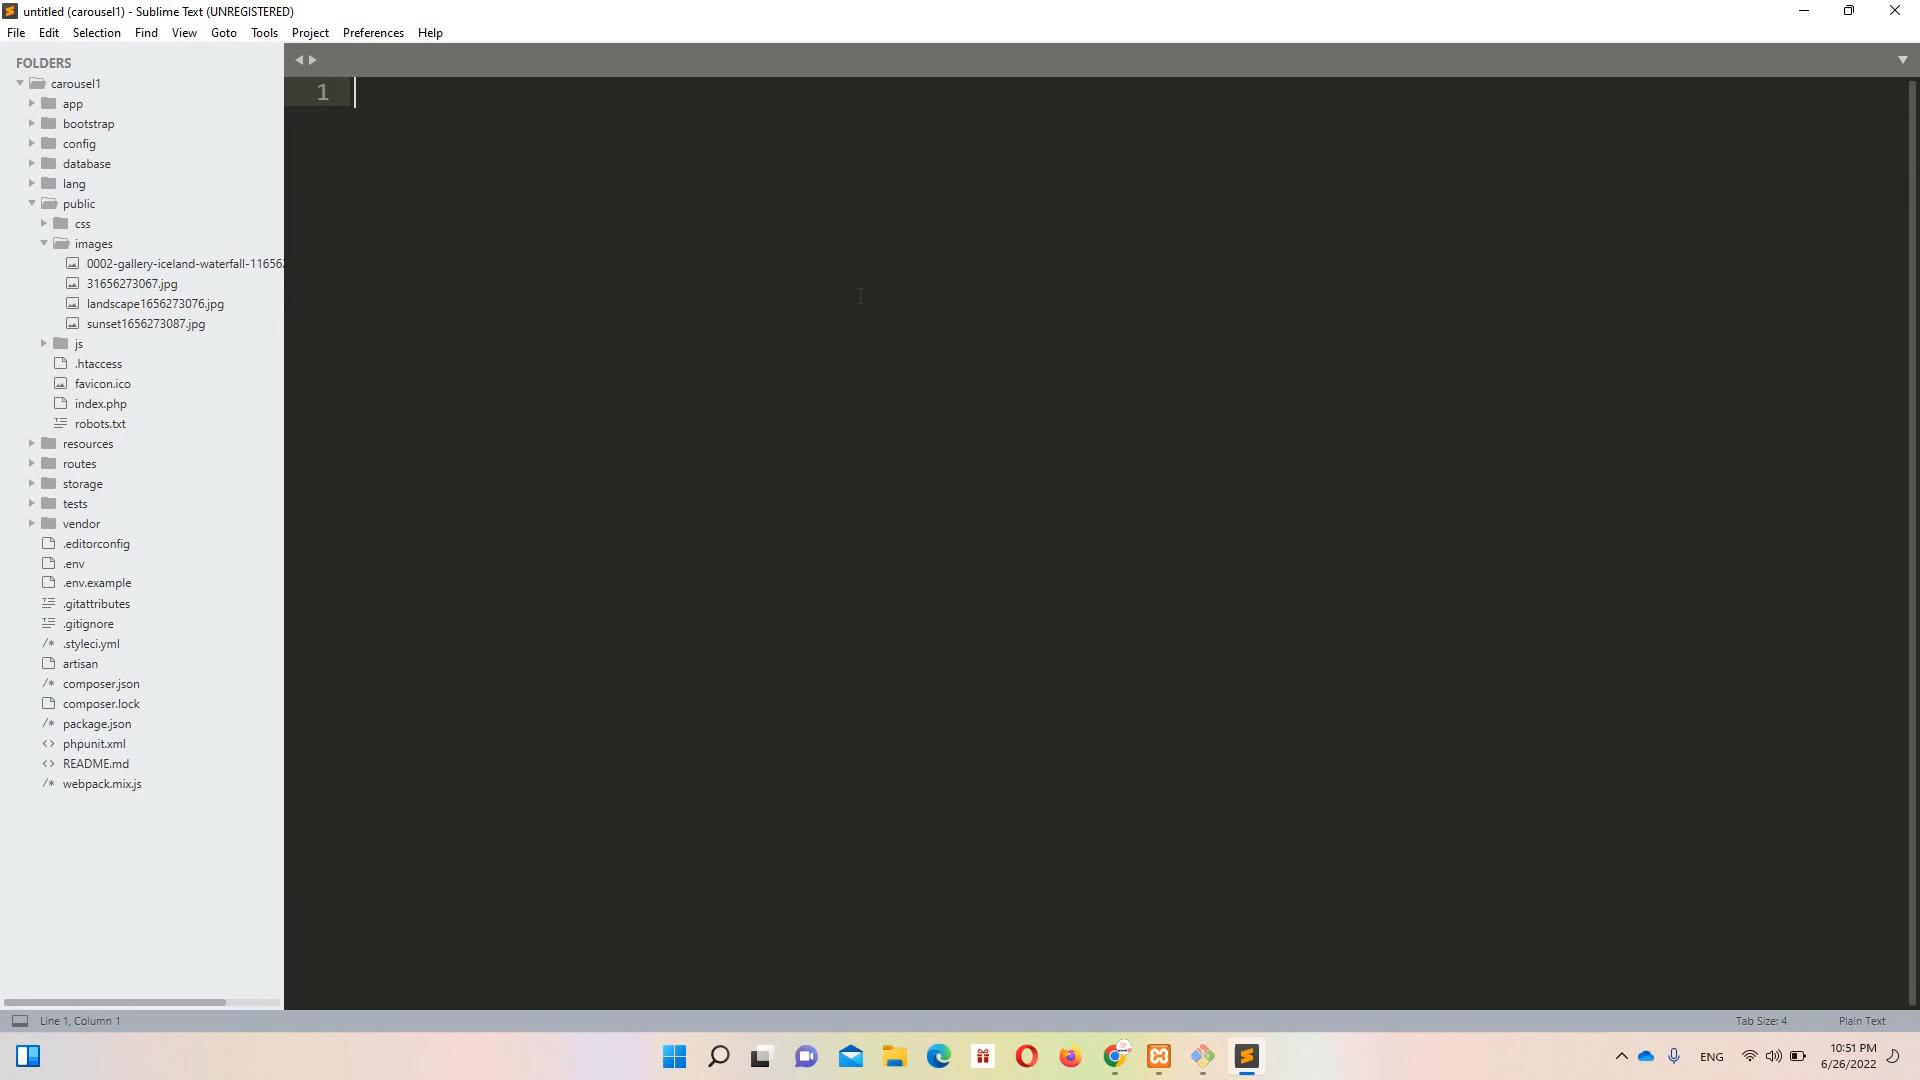 untitled (carousel1) - Sublime Text (UNREGISTERED)
File Edit Selection Find View Goto Tools Project Preferences Help
FOLDERS
carousel1
app
bootstrap
config
database
lang
public
css
images
0002-gallery-iceland-waterfall-11656
31656273067.jpg
landscape1656273076.jpg
sunset1656273087.jpg
js
.htaccess
favicon.ico
index.php
robots.txt
resources
routes
storage
tests
vendor
.editorconfig
.env
.env.example
.gitattributes
.gitignore
/* .styleci.yml
artisan
/* composer.json
composer.lock
/* package.json
<> phpunit.xml
<> README.md
/* webpack.mix.js
1
Line 1, Column 1
Tab Size: 4
Plain Text
ENG
10:51 PM
6/26/2022